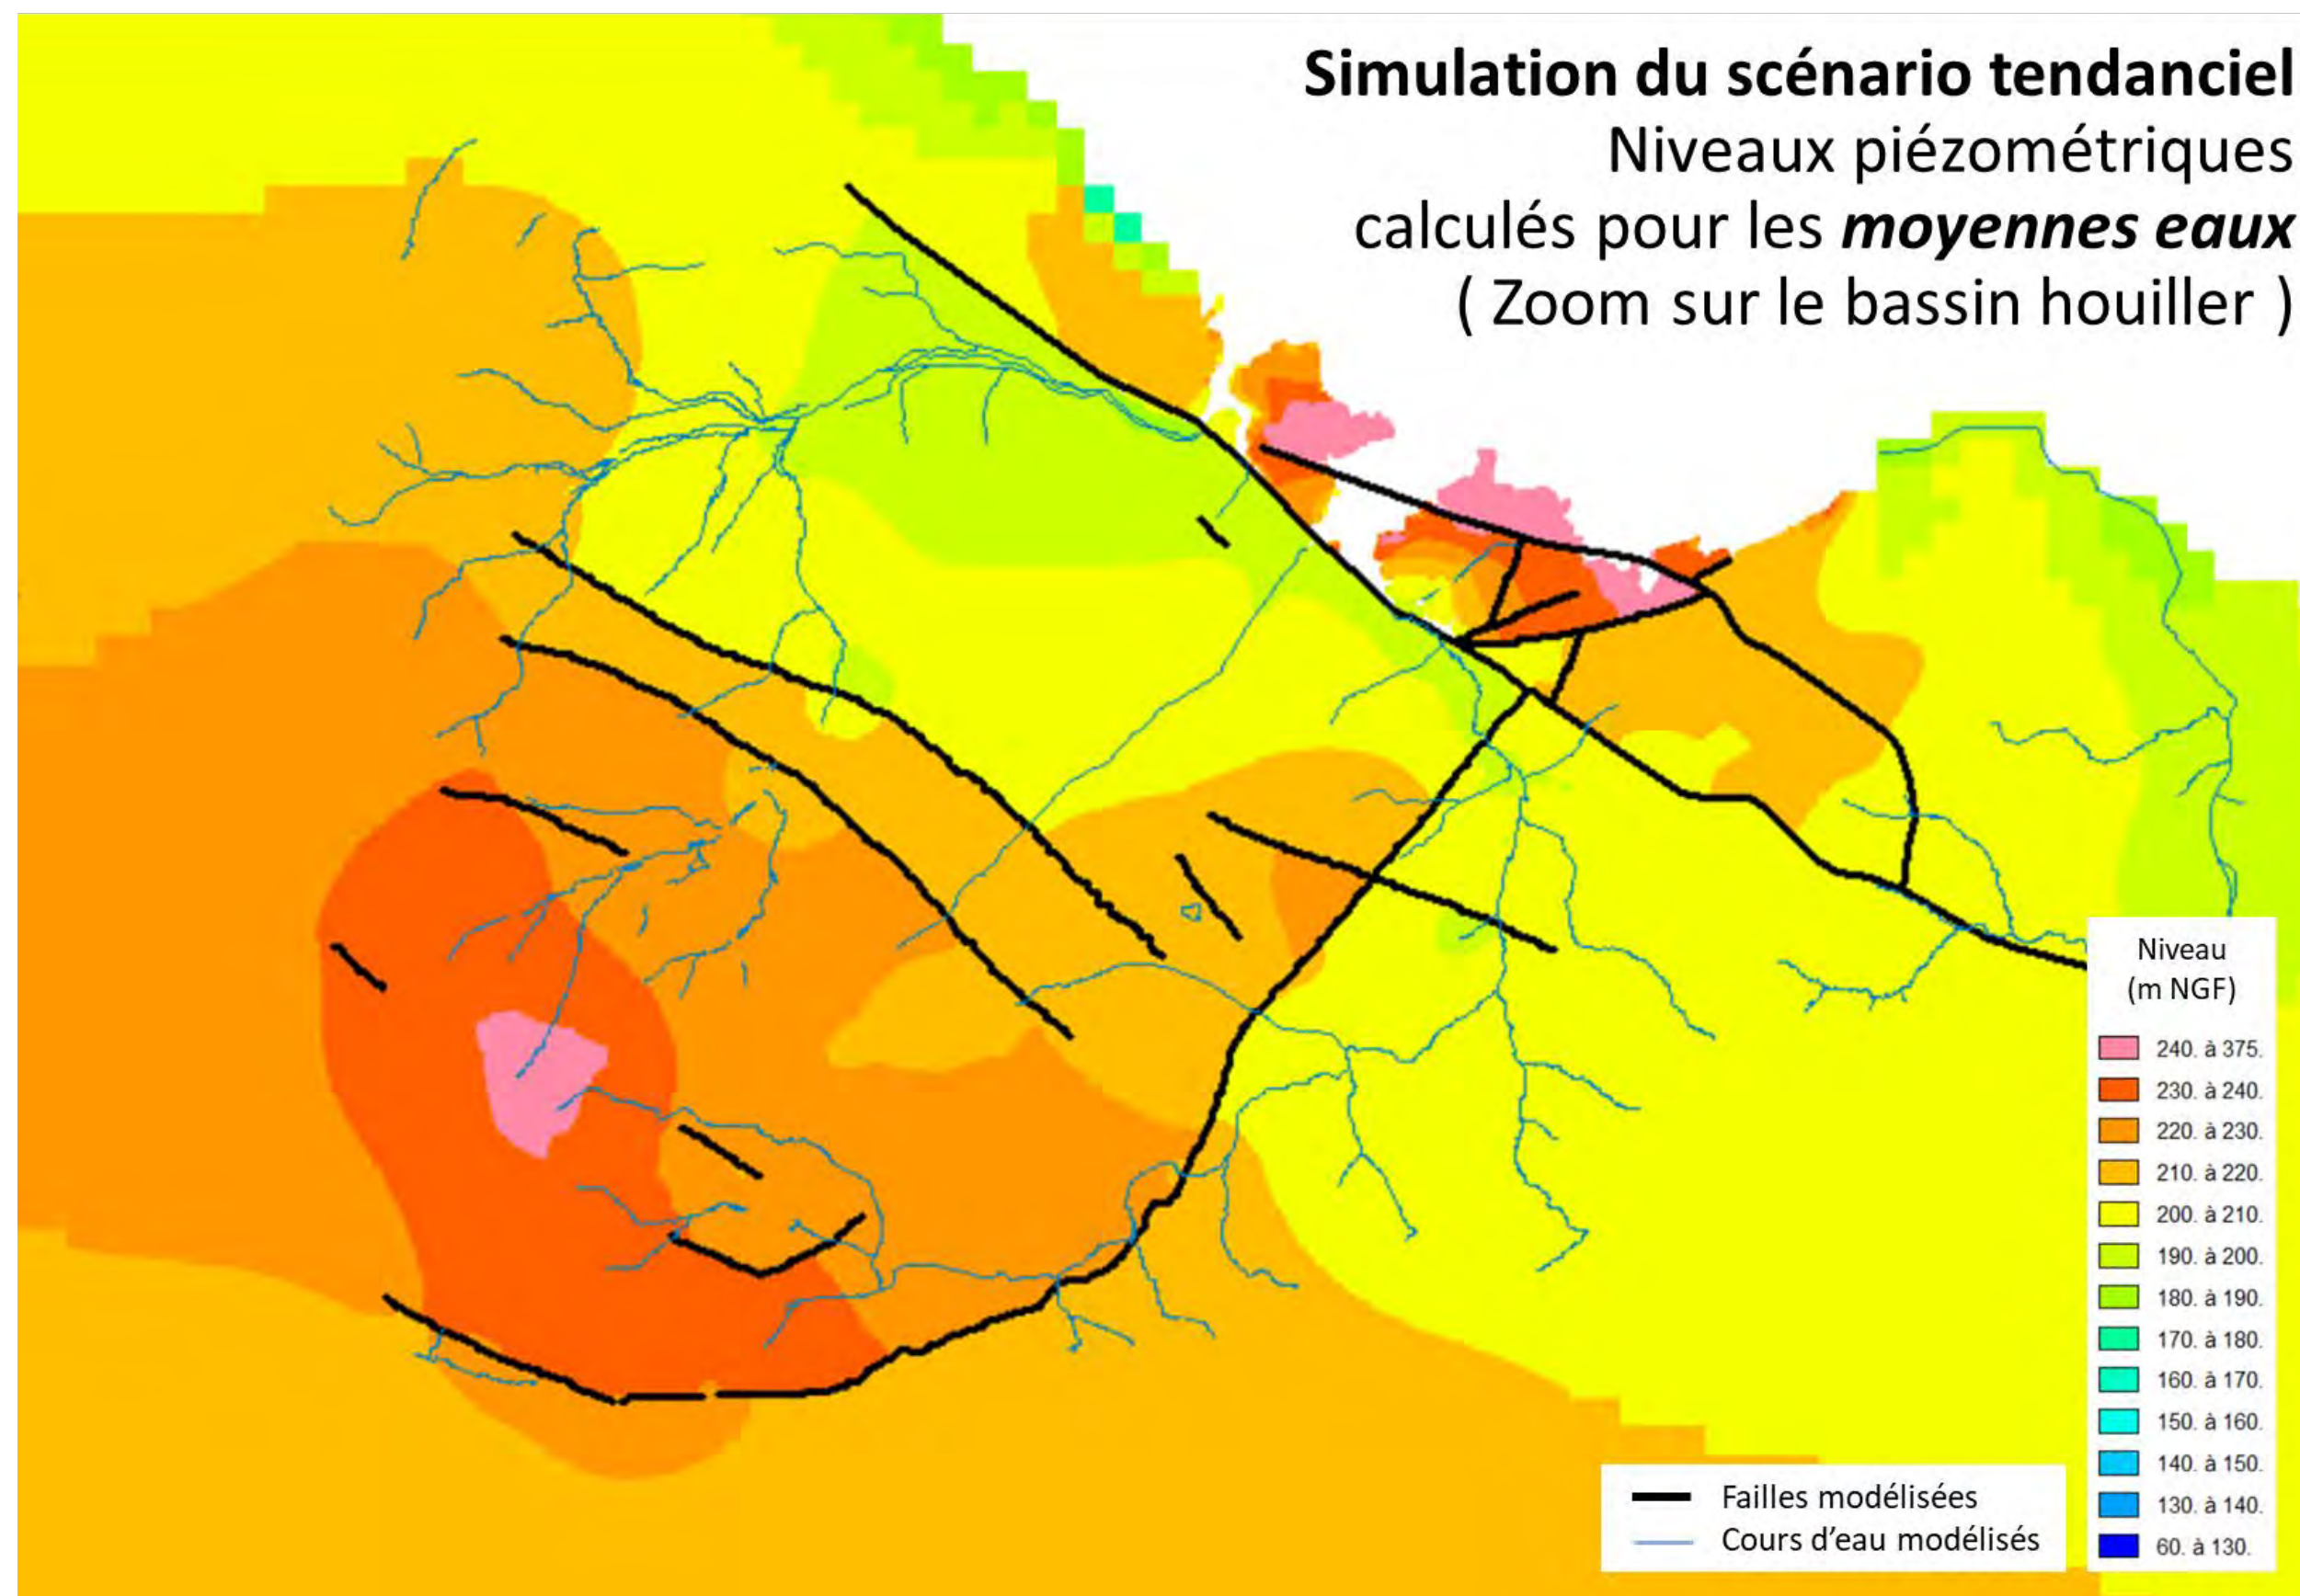 Simulation du scénario tendanciel
Niveaux piézométriques
calculés pour les moyennes eaux
( Zoom sur le bassin houiller )
Niveau
(m NGF)
240. à 375.
230. à 240.
220. à 230.
210. à 220.
200. à 210.
190. à 200.
180. à 190.
170. à 180.
160. à 170.
150. à 160.
140. à 150.
130. à 140.
60. à 130.
Failles modélisées
Cours d'eau modélisés